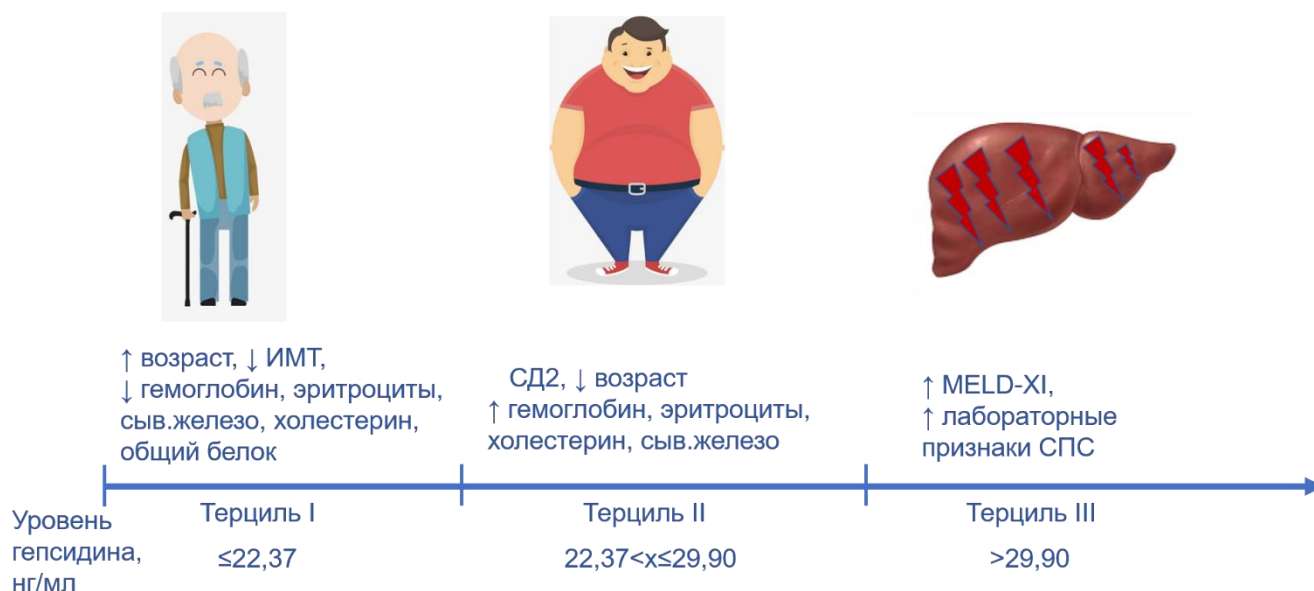 ↑ возраст, ↓ ИМТ,
↓ гемоглобин, эритроциты,
сыв.железо, холестерин,
общий белок
СД2, ↓ возраст
↑ гемоглобин, эритроциты,
холестерин, сыв.железо
↑ MELD-XI,
↑ лабораторные
признаки СПС
Уровень
гепсидина,
нг/мл
Терциль I
Терциль II
Терциль III
≤22,37
22,37<x≤29,90
>29,90